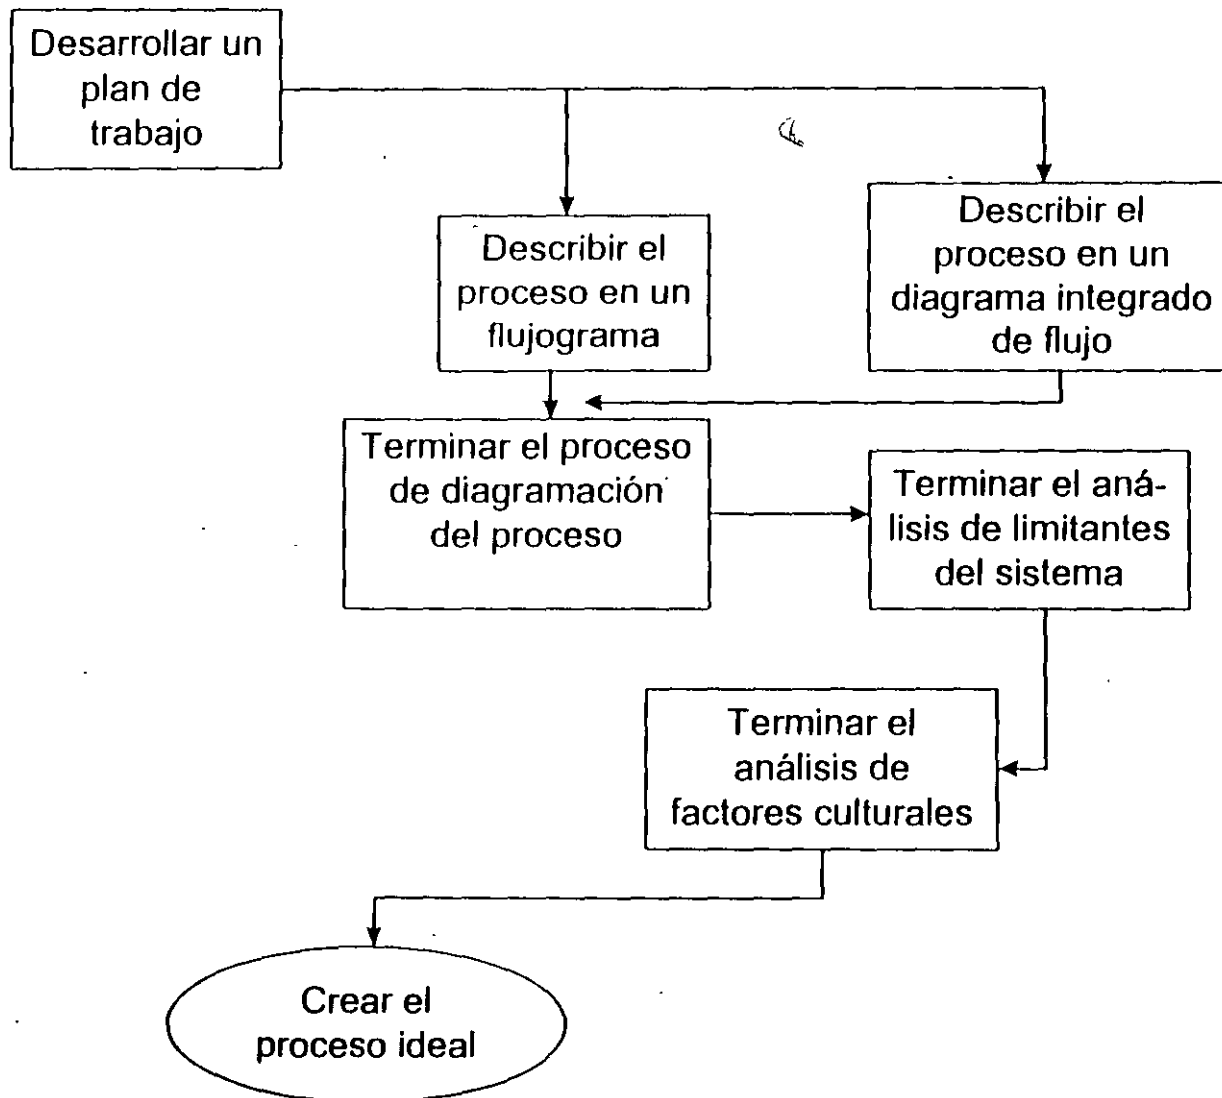 Desarrollar un
plan de
trabajo
Describir el
proceso en un
flujograma
Describir el
proceso en un
diagrama integrado
de flujo
Terminar el proceso
de diagramación
del proceso
Terminar el aná-
lisis de limitantes
del sistema
Terminar el
análisis de
factores culturales
Crear el
proceso ideal